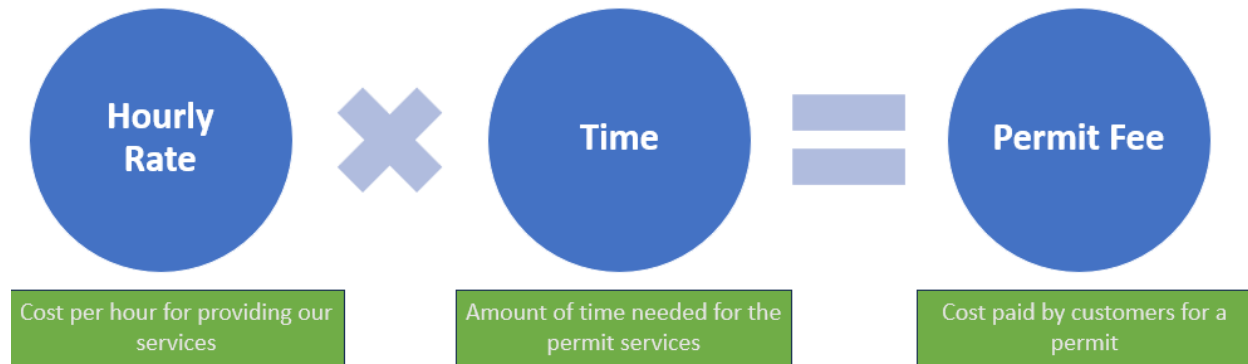 Hourly
Rate
Time
Permit Fee
Cost per hour for providing our
services
Amount of time needed for the
permit services
Cost paid by customers for a
permit